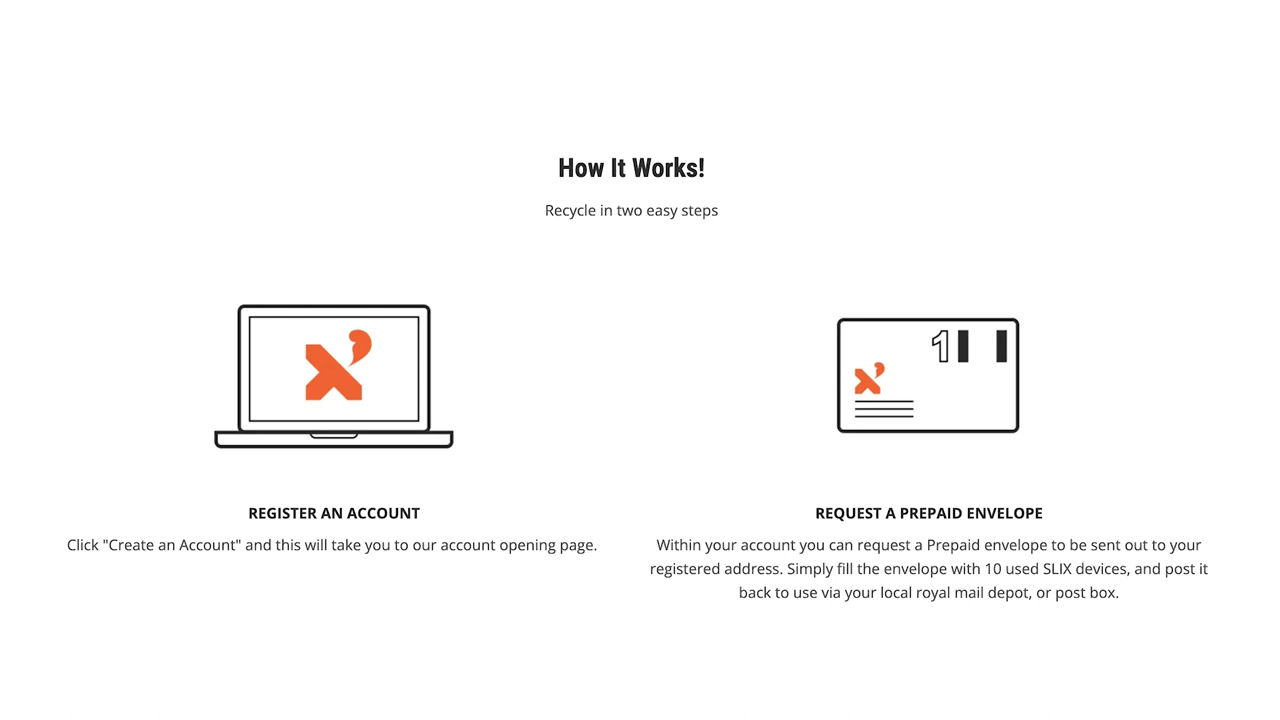 How It Works!
Recycle in two easy steps
1
REGISTER AN ACCOUNT
Click "Create an Account" and this will take you to our account opening page.
REQUEST A PREPAID ENVELOPE
Within your account you can request a Prepaid envelope to be sent out to your
registered address. Simply fill the envelope with 10 used SLIX devices, and post it
back to use via your local royal mail depot, or post box.